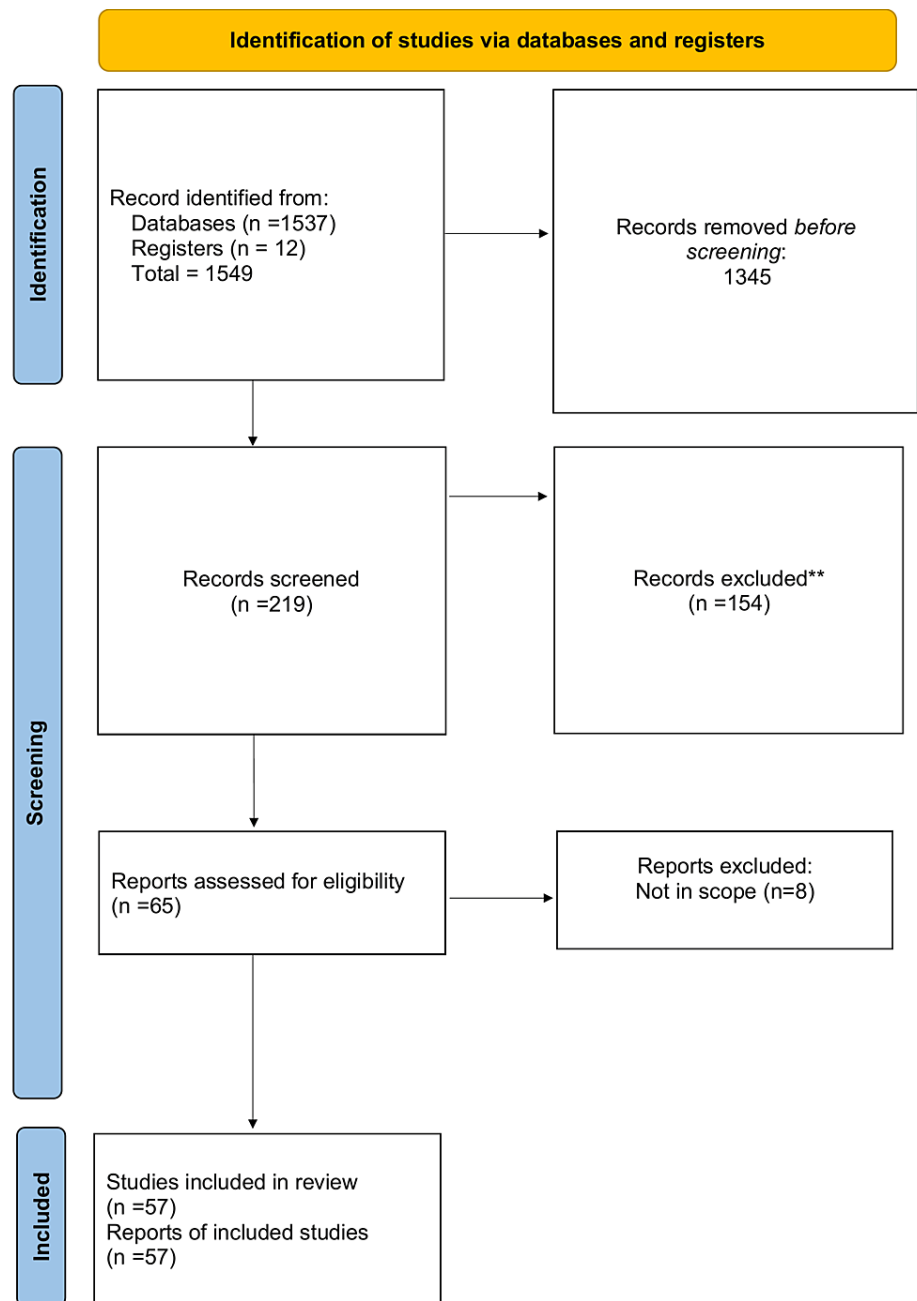 Identification of studies via databases and registers
Identification
Record identified from:
Databases (n =1537)
Registers (n = 12)
Total = 1549
Records removed before
screening:
1345
Screening
Records screened
(n =219)
Records excluded**
(n =154)
Reports assessed for eligibility
(n =65)
Reports excluded:
Not in scope (n=8)
Included
Studies included in review
(n =57)
Reports of included studies
(n =57)